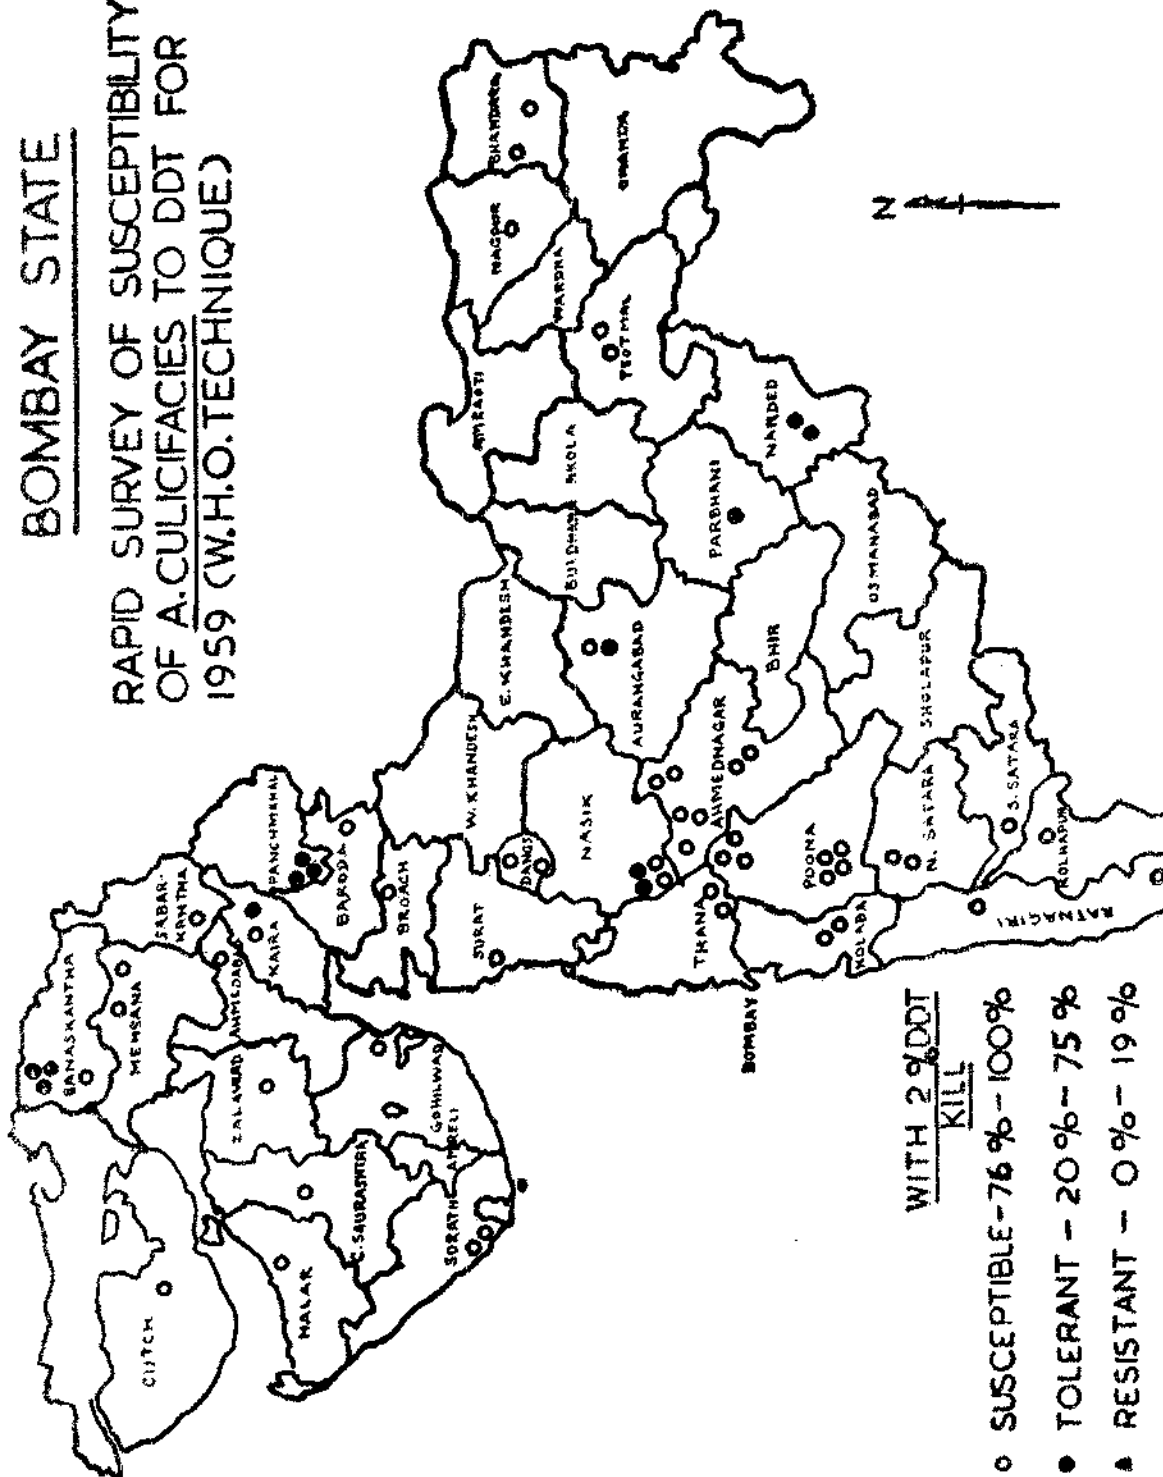 BOMBAY STATE
RAPID SURVEY OF SUSCEPTIBILITY
OF A. CULICIFACIES TO DDT FOR
1959 (W.H.O. TECHNIQUE)
N
CUTCH
BANASKANTHA
MEHSANA
SABAR-
KANTHA
PANCHMAHAL
AHMEDABAD
KAIRA
BARODA
BROACH
SURAT
DANGS
ZALAWARD
HALAR
C. SAURASHTRA
GOHILWAD
AMRELI
SORATH
W. KHANDESH
E. KHANDESH
NASIK
BULDHANA
AKOLA
AMRAOTI
NAGPUR
BHANDARA
WARDHA
CHANDA
YEOTMAL
AURANGABAD
PARBHANI
NANDED
BHIR
OSMANABAD
AHMEDNAGAR
THANA
BOMBAY
KOLABA
POONA
SHOLAPUR
N. SATARA
S. SATARA
KOLHAPUR
RATNAGIRI
WITH 2% DDT
KILL
SUSCEPTIBLE-76%-100%
TOLERANT - 20% - 75%
RESISTANT - 0% - 19%